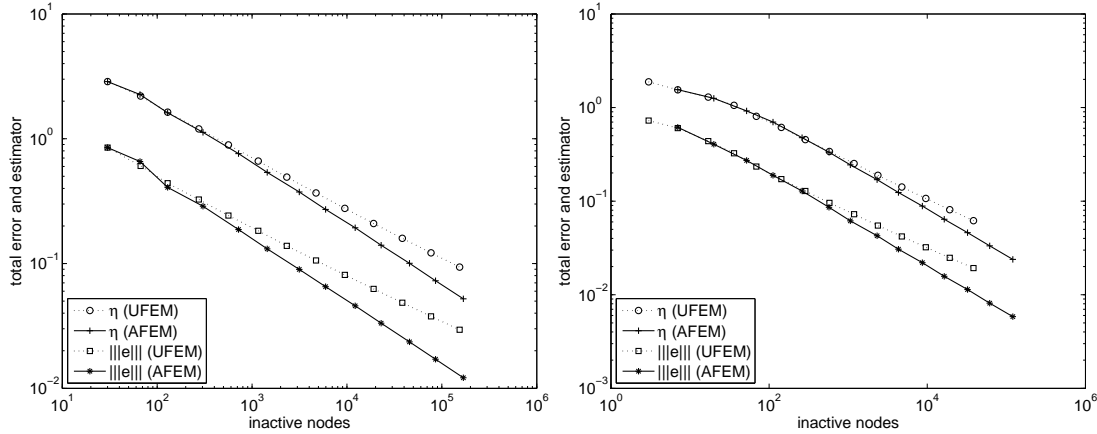 total error and estimator
10^1
10^0
10^-1
10^-2
η (UFEM)
η (AFEM)
|||e||| (UFEM)
|||e||| (AFEM)
10^1
10^2
10^3
10^4
10^5
10^6
inactive nodes
total error and estimator
10^1
10^0
10^-1
10^-2
10^-3
η (UFEM)
η (AFEM)
|||e||| (UFEM)
|||e||| (AFEM)
10^0
10^2
10^4
10^6
inactive nodes